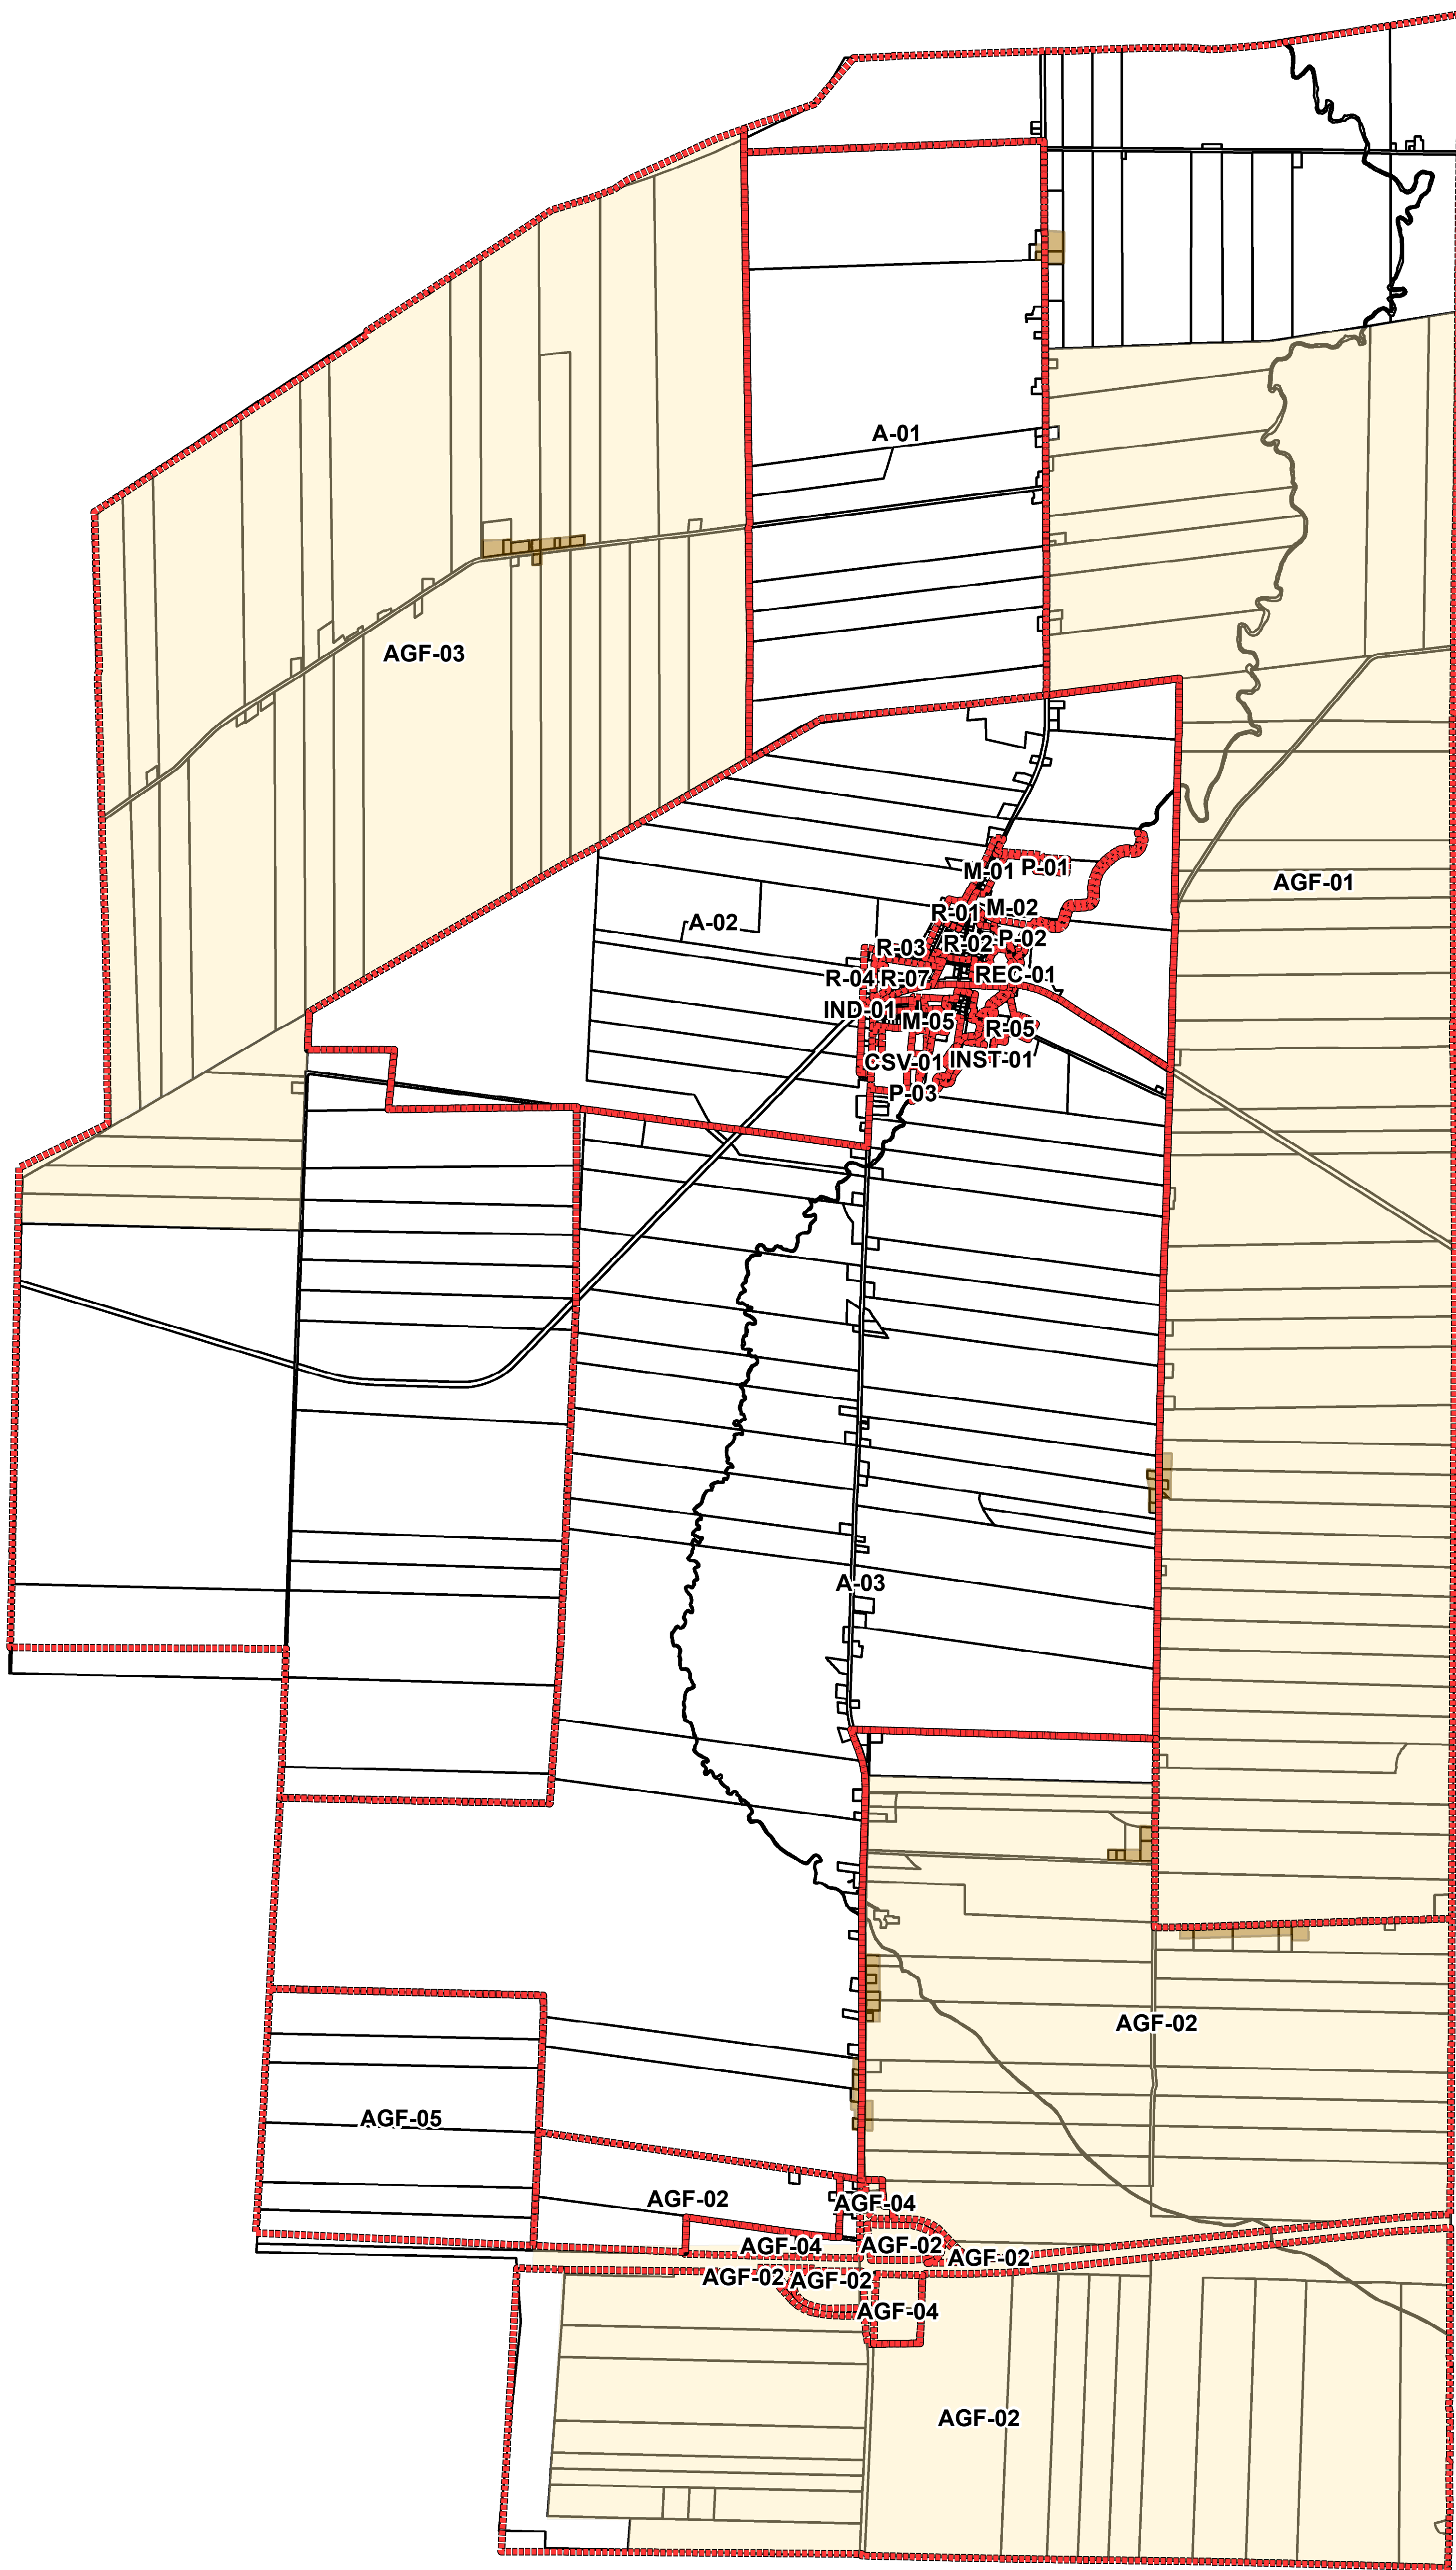 A-01
AGF-03
M-01
P-01
AGF-01
R-01
M-02
A-02
R-03
R-02
P-02
R-04
R-07
REC-01
IND-01
M-05
R-05
CSV-01
INST-01
P-03
A-03
AGF-02
AGF-05
AGF-02
AGF-04
AGF-04
AGF-02
AGF-02
AGF-02
AGF-02
AGF-04
AGF-02